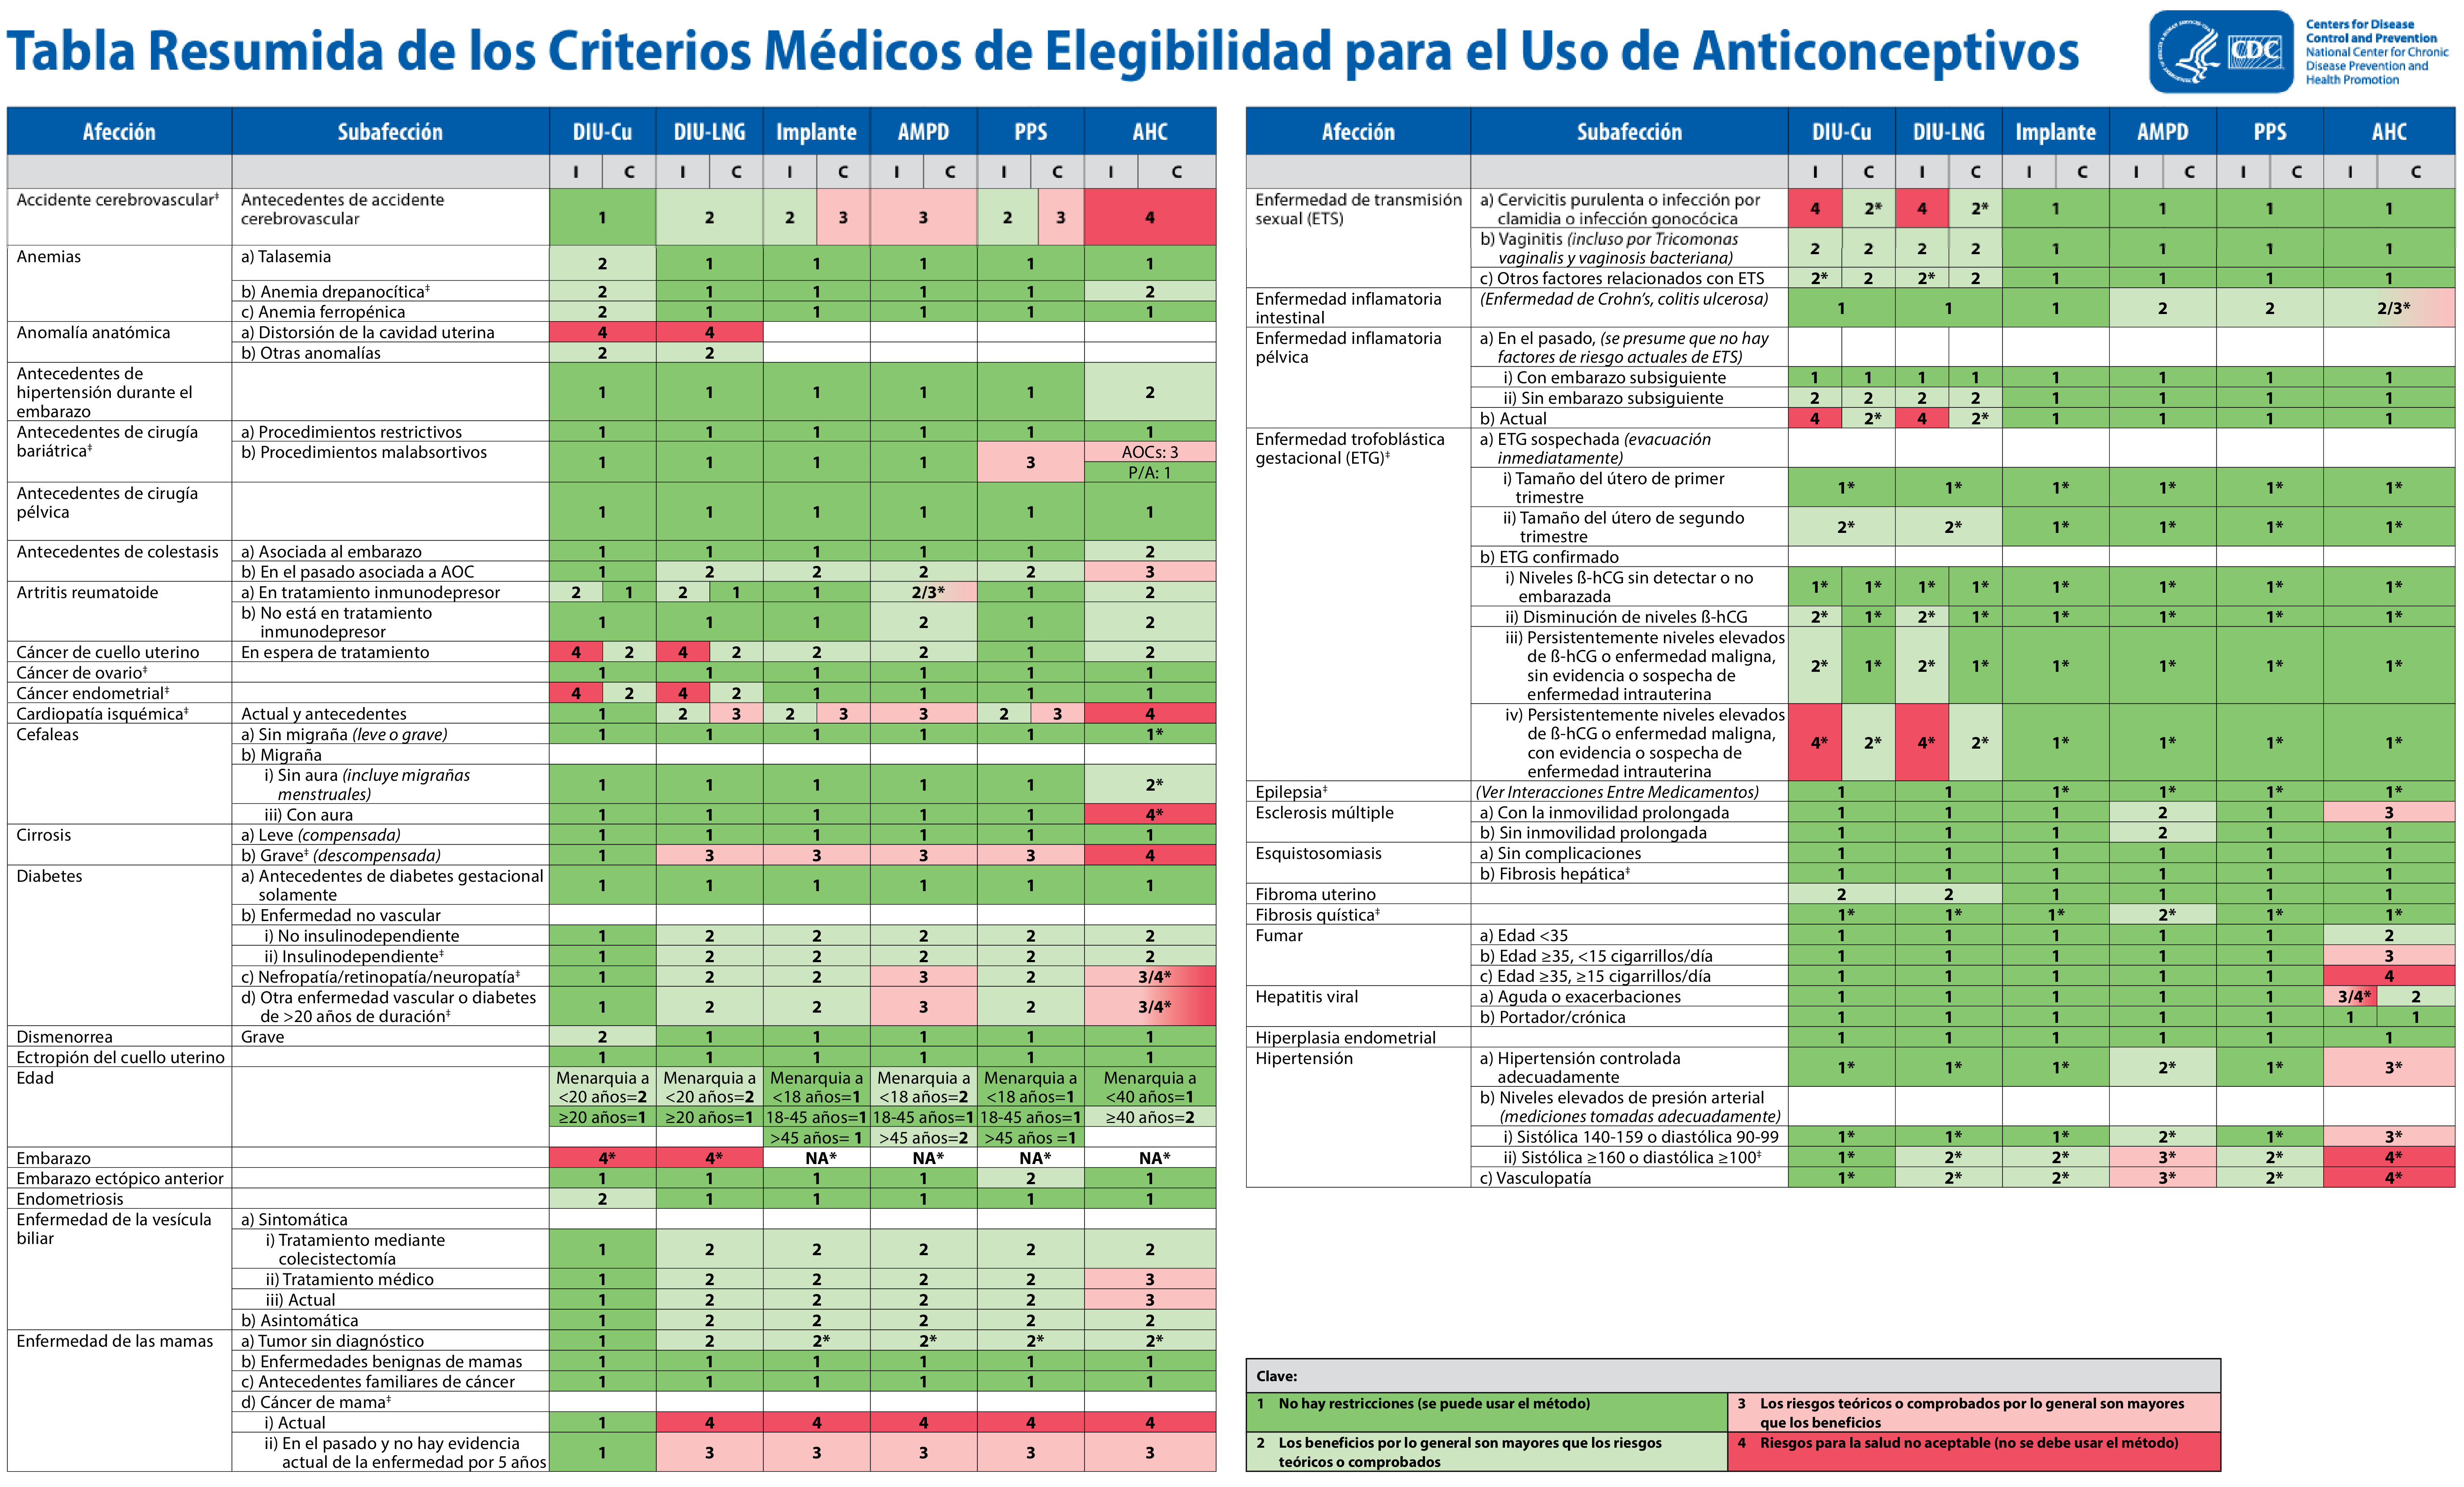 Tabla Resumida de los Criterios Médicos de Elegibilidad para el Uso de Anticonceptivos
CDC
Centers for Disease
Control and Prevention
National Center for Chronic
Disease Prevention and
Health Promotion
Afección Subafección DIU-Cu DIU-LNG Implante AMPD PPS AHC
I C I C I C I C I C I C
Accidente cerebrovascular‡ Antecedentes de accidente
cerebrovascular 1 2 2 3 3 2 3 4
Anemias a) Talasemia 2 1 1 1 1 1
b) Anemia drepanocítica‡ 2 1 1 1 1 2
c) Anemia ferropénica 2 1 1 1 1 1
Anomalía anatómica a) Distorsión de la cavidad uterina 4 4
b) Otras anomalías 2 2
Antecedentes de
hipertensión durante el
embarazo 1 1 1 1 1 2
Antecedentes de cirugía
bariátrica‡ a) Procedimientos restrictivos 1 1 1 1 1 1
b) Procedimientos malabsortivos 1 1 1 1 3 AOCs: 3
P/A: 1
Antecedentes de cirugía
pélvica 1 1 1 1 1 1
Antecedentes de colestasis a) Asociada al embarazo 1 1 1 1 1 2
b) En el pasado asociada a AOC 1 2 2 2 2 3
Artritis reumatoide a) En tratamiento inmunodepresor 2 1 2 1 1 2/3* 1 2
b) No está en tratamiento
inmunodepresor 1 1 1 2 1 2
Cáncer de cuello uterino En espera de tratamiento 4 2 4 2 2 2 1 2
Cáncer de ovario‡ 1 1 1 1 1 1
Cáncer endometrial‡ 4 2 4 2 1 1 1 1
Cardiopatía isquémica‡ Actual y antecedentes 1 2 3 2 3 3 2 3 4
Cefaleas a) Sin migraña (leve o grave) 1 1 1 1 1 1*
b) Migraña
i) Sin aura (incluye migrañas
menstruales) 1 1 1 1 1 2*
iii) Con aura 1 1 1 1 1 4*
Cirrosis a) Leve (compensada) 1 1 1 1 1 1
b) Grave‡ (descompensada) 1 3 3 3 3 4
Diabetes a) Antecedentes de diabetes gestacional
solamente 1 1 1 1 1 1
b) Enfermedad no vascular
i) No insulinodependiente 1 2 2 2 2 2
ii) Insulinodependiente‡ 1 2 2 2 2 2
c) Nefropatía/retinopatía/neuropatía‡ 1 2 2 3 2 3/4*
d) Otra enfermedad vascular o diabetes
de >20 años de duración‡ 1 2 2 3 2 3/4*
Dismenorrea Grave 2 1 1 1 1 1
Ectropión del cuello uterino 1 1 1 1 1 1
Edad Menarquia a Menarquia a Menarquia a Menarquia a Menarquia a Menarquia a
<20 años=2 <20 años=2 <18 años=1 <18 años=2 <18 años=1 <40 años=1
≥20 años=1 ≥20 años=1 18-45 años=1 18-45 años=1 18-45 años=1 ≥40 años=2
>45 años= 1 >45 años=2 >45 años =1
Embarazo 4* 4* NA* NA* NA* NA*
Embarazo ectópico anterior 1 1 1 1 2 1
Endometriosis 2 1 1 1 1 1
Enfermedad de la vesícula
biliar a) Sintomática
i) Tratamiento mediante
colecistectomía 1 2 2 2 2 2
ii) Tratamiento médico 1 2 2 2 2 3
iii) Actual 1 2 2 2 2 3
b) Asintomática 1 2 2 2 2 2
Enfermedad de las mamas a) Tumor sin diagnóstico 1 2 2* 2* 2* 2*
b) Enfermedades benignas de mamas 1 1 1 1 1 1
c) Antecedentes familiares de cáncer 1 1 1 1 1 1
d) Cáncer de mama‡
i) Actual 1 4 4 4 4 4
ii) En el pasado y no hay evidencia
actual de la enfermedad por 5 años 1 3 3 3 3 3
Afección Subafección DIU-Cu DIU-LNG Implante AMPD PPS AHC
I C I C I C I C I C I C
Enfermedad de transmisión
sexual (ETS) a) Cervicitis purulenta o infección por
clamidia o infección gonocócica 4 2* 4 2* 1 1 1 1
b) Vaginitis (incluso por Tricomonas
vaginalis y vaginosis bacteriana) 2 2 2 2 1 1 1 1
c) Otros factores relacionados con ETS 2* 2 2* 2 1 1 1 1
Enfermedad inflamatoria
intestinal (Enfermedad de Crohn’s, colitis ulcerosa) 1 1 1 2 2 2/3*
Enfermedad inflamatoria
pélvica a) En el pasado, (se presume que no hay
factores de riesgo actuales de ETS)
i) Con embarazo subsiguiente 1 1 1 1 1 1 1 1
ii) Sin embarazo subsiguiente 2 2 2 2 1 1 1 1
b) Actual 4 2* 4 2* 1 1 1 1
Enfermedad trofoblástica
gestacional (ETG)‡ a) ETG sospechada (evacuación
inmediatamente)
i) Tamaño del útero de primer
trimestre 1* 1* 1* 1* 1* 1*
ii) Tamaño del útero de segundo
trimestre 2* 2* 1* 1* 1* 1*
b) ETG confirmado
i) Niveles ß-hCG sin detectar o no
embarazada 1* 1* 1* 1* 1* 1* 1* 1*
ii) Disminución de niveles ß-hCG 2* 1* 2* 1* 1* 1* 1* 1*
iii) Persistentemente niveles elevados
de ß-hCG o enfermedad maligna,
sin evidencia o sospecha de
enfermedad intrauterina 2* 1* 2* 1* 1* 1* 1* 1*
iv) Persistentemente niveles elevados
de ß-hCG o enfermedad maligna,
con evidencia o sospecha de
enfermedad intrauterina 4* 2* 4* 2* 1* 1* 1* 1*
Epilepsia‡ (Ver Interacciones Entre Medicamentos) 1 1 1* 1* 1* 1*
Esclerosis múltiple a) Con la inmovilidad prolongada 1 1 1 2 1 3
b) Sin inmovilidad prolongada 1 1 1 2 1 1
Esquistosomiasis a) Sin complicaciones 1 1 1 1 1 1
b) Fibrosis hepática‡ 1 1 1 1 1 1
Fibroma uterino 2 2 1 1 1 1
Fibrosis quística‡ 1* 1* 1* 2* 1* 1*
Fumar a) Edad <35 1 1 1 1 1 2
b) Edad ≥35, <15 cigarrillos/día 1 1 1 1 1 3
c) Edad ≥35, ≥15 cigarrillos/día 1 1 1 1 1 4
Hepatitis viral a) Aguda o exacerbaciones 1 1 1 1 1 3/4* 2
b) Portador/crónica 1 1 1 1 1 1 1
Hiperplasia endometrial 1 1 1 1 1 1
Hipertensión a) Hipertensión controlada
adecuadamente 1* 1* 1* 2* 1* 3*
b) Niveles elevados de presión arterial
(mediciones tomadas adecuadamente)
i) Sistólica 140-159 o diastólica 90-99 1* 1* 1* 2* 1* 3*
ii) Sistólica ≥160 o diastólica ≥100‡ 1* 2* 2* 3* 2* 4*
c) Vasculopatía 1* 2* 2* 3* 2* 4*
Clave:
1 No hay restricciones (se puede usar el método)
3 Los riesgos teóricos o comprobados por lo general son mayores
que los beneficios
2 Los beneficios por lo general son mayores que los riesgos
teóricos o comprobados
4 Riesgos para la salud no aceptable (no se debe usar el método)